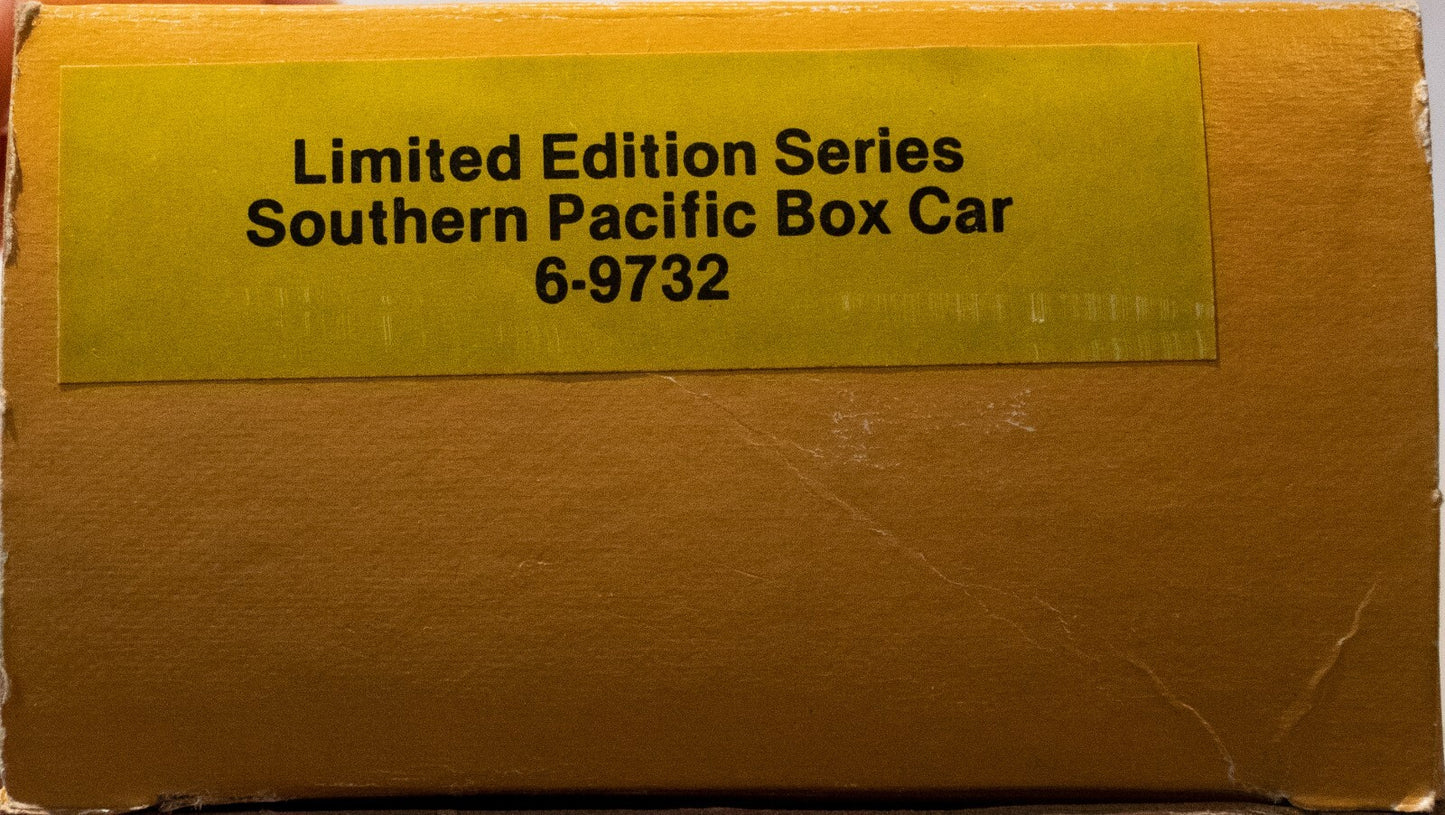 Limited Edition Series
Southern Pacific Box Car
6-9732